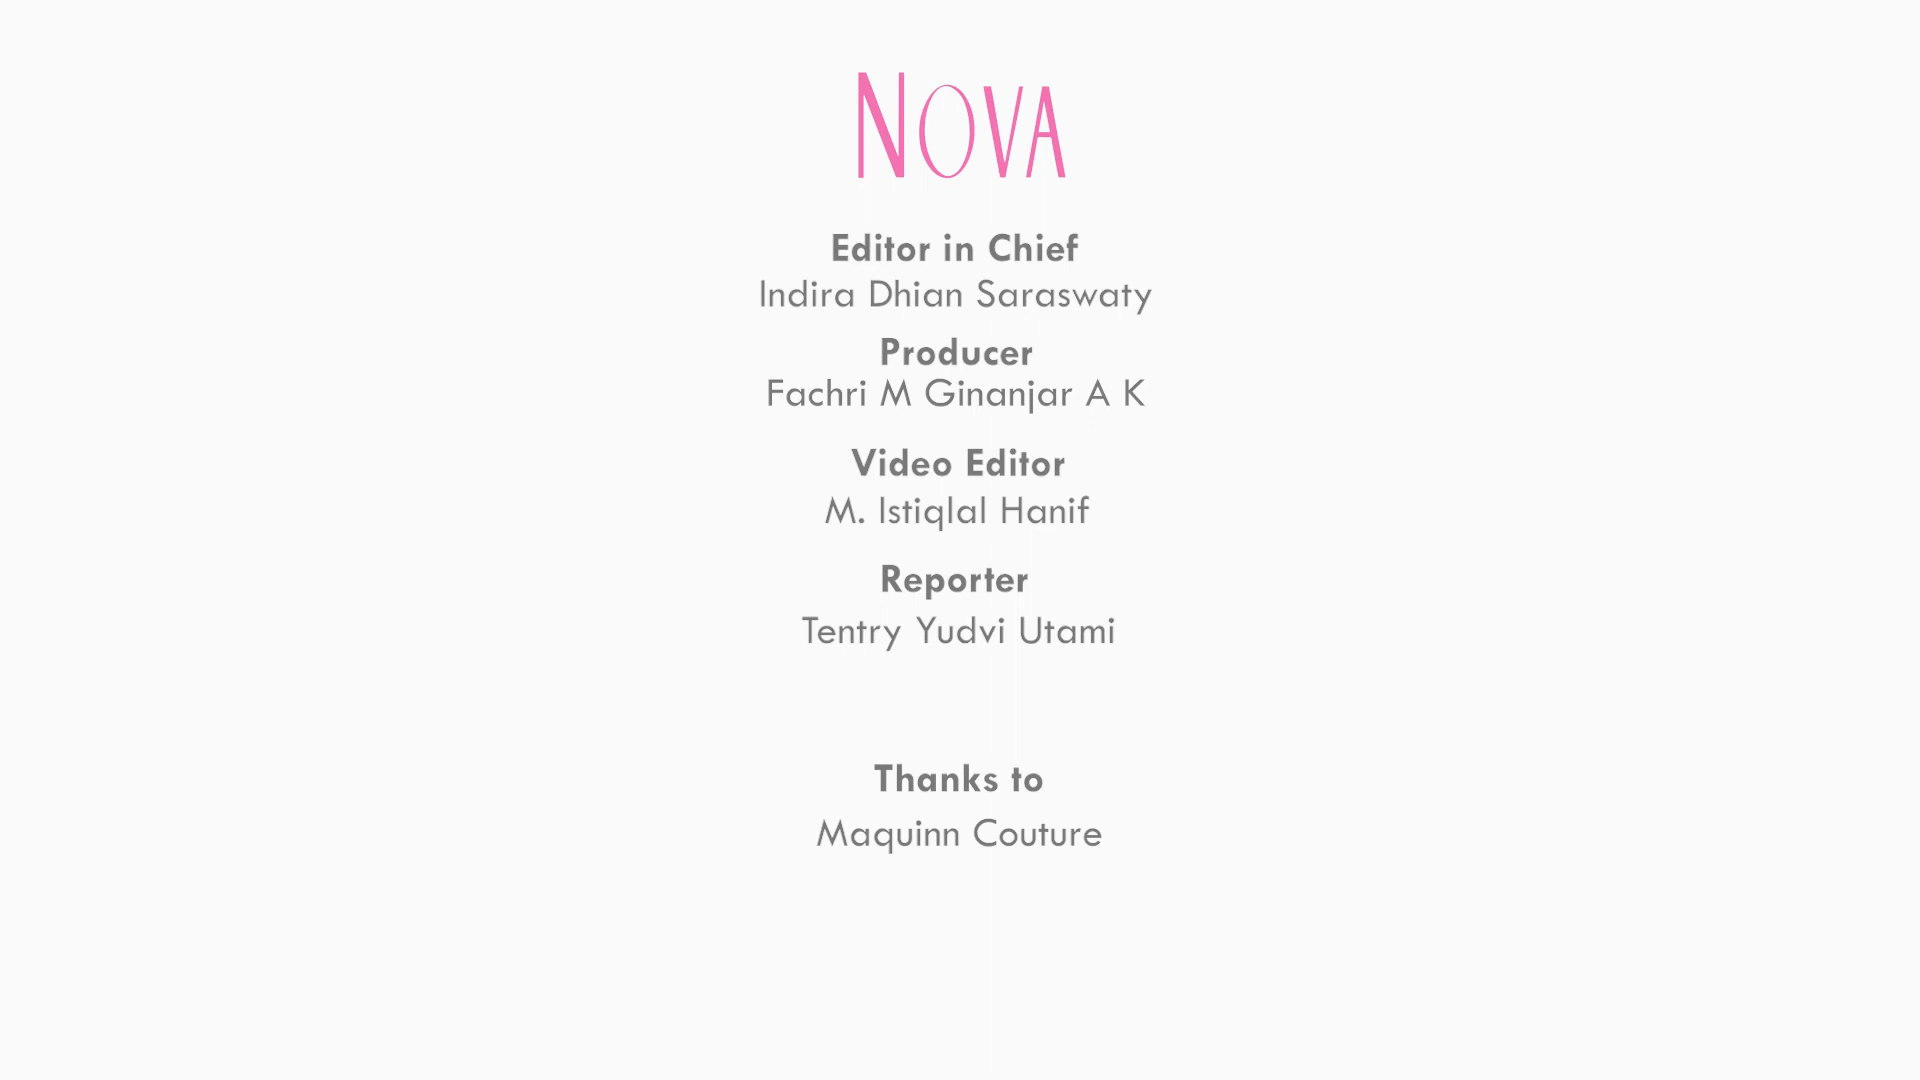 NOVA
Editor in Chief
Indira Dhian Saraswaty
Producer
Fachri M Ginanjar A K
Video Editor
M. Istiqlal Hanif
Reporter
Tentry Yudvi Utami
Thanks to
Maquinn Couture